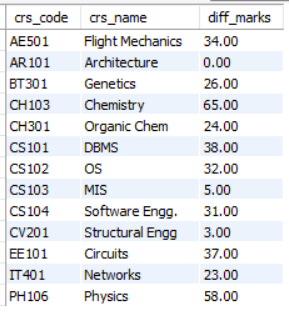 crs_code crs_name diff_marks
AE501 Flight Mechanics 34.00
AR101 Architecture 0.00
BT301 Genetics 26.00
CH103 Chemistry 65.00
CH301 Organic Chem 24.00
CS101 DBMS 38.00
CS102 OS 32.00
CS103 MIS 5.00
CS104 Software Engg. 31.00
CV201 Structural Engg 3.00
EE101 Circuits 37.00
IT401 Networks 23.00
PH106 Physics 58.00